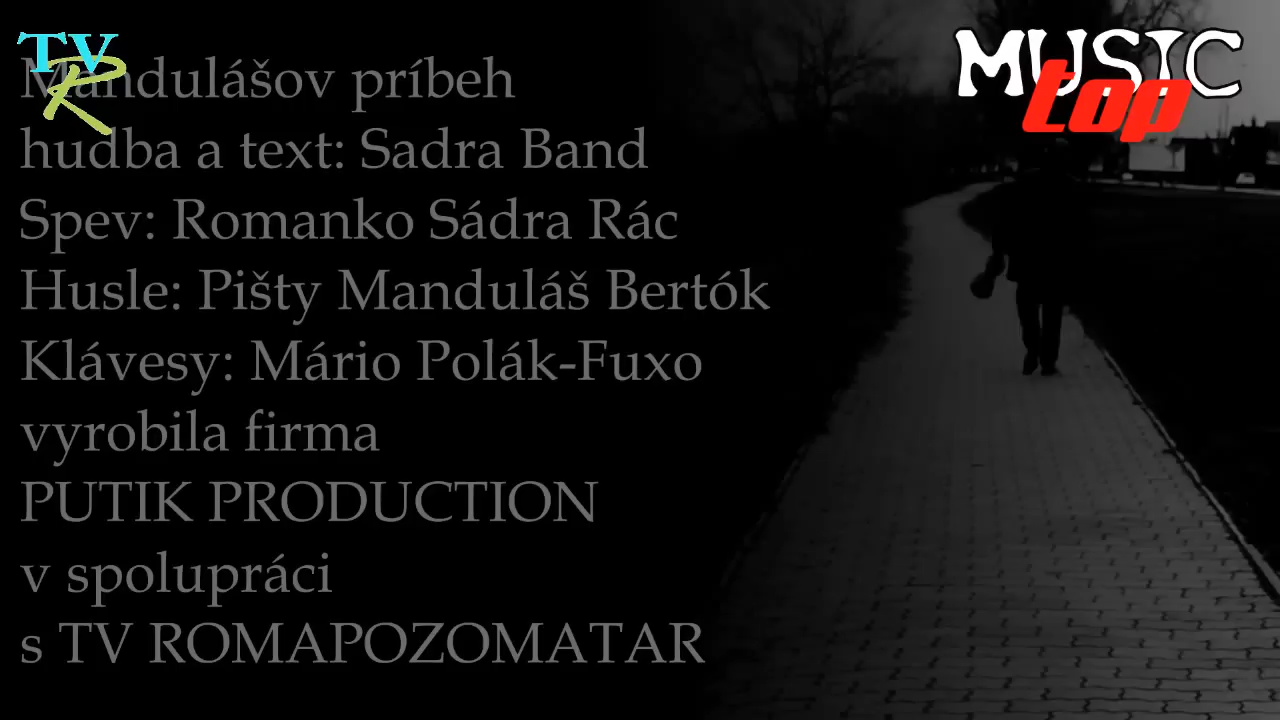 TV
R
MUSIC
top
Mandulášov príbeh
hudba a text: Sadra Band
Spev: Romanko Sádra Rác
Husle: Pišty Manduláš Bertók
Klávesy: Mário Polák-Fuxo
vyrobila firma
PUTIK PRODUCTION
v spolupráci
s TV ROMAPOZOMATAR